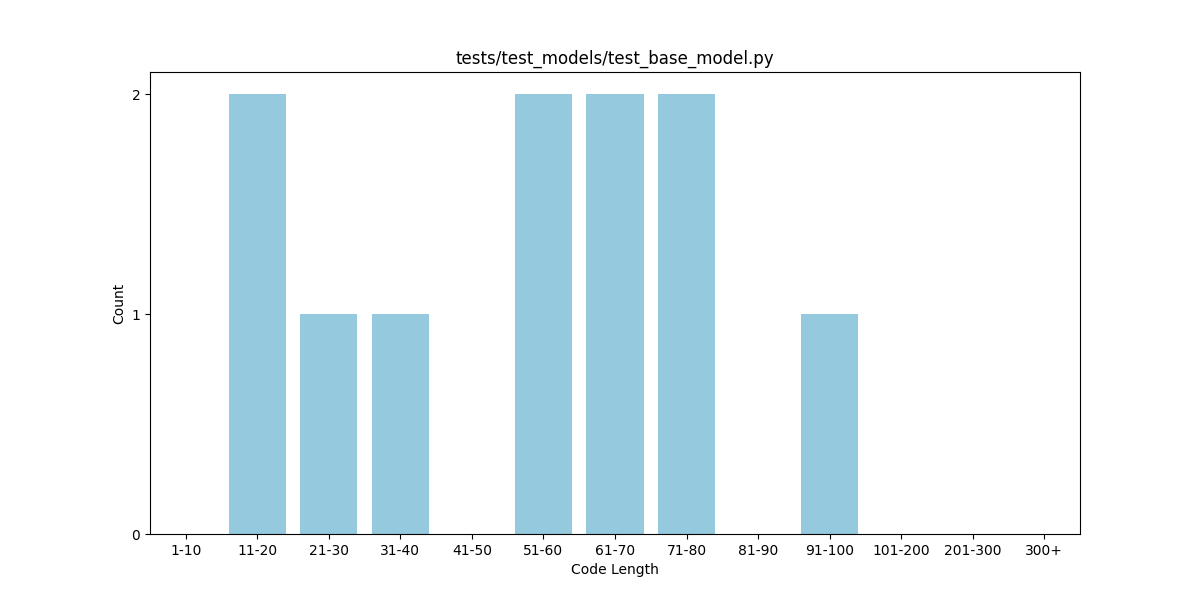 tests/test_models/test_base_model.py
2
1
0
Count
1-10 11-20 21-30 31-40 41-50 51-60 61-70 71-80 81-90 91-100 101-200 201-300 300+
Code Length